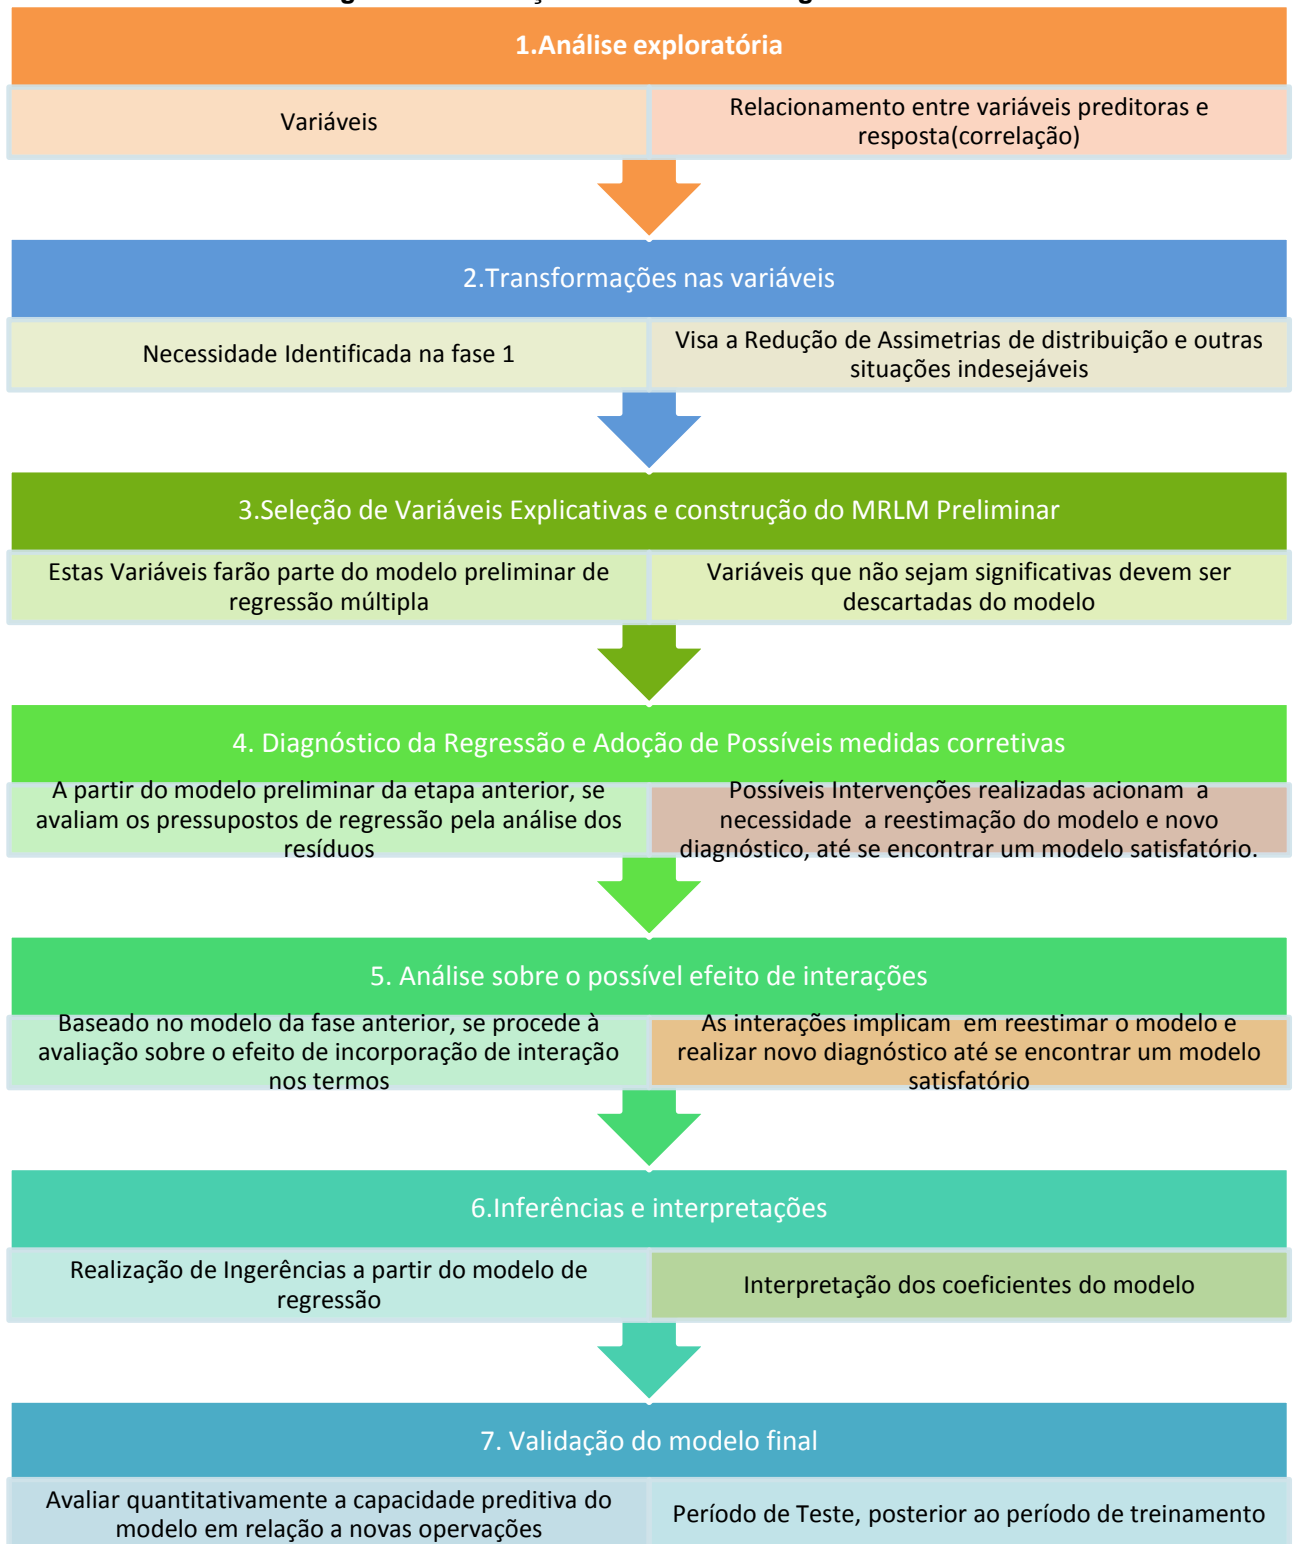 1.Análise exploratória
Variáveis
Relacionamento entre variáveis preditoras e
resposta(correlação)
2.Transformações nas variáveis
Necessidade Identificada na fase 1
Visa a Redução de Assimetrias de distribuição e outras
situações indesejáveis
3.Seleção de Variáveis Explicativas e construção do MRLM Preliminar
Estas Variáveis farão parte do modelo preliminar de
regressão múltipla
Variáveis que não sejam significativas devem ser
descartadas do modelo
4. Diagnóstico da Regressão e Adoção de Possíveis medidas corretivas
A partir do modelo preliminar da etapa anterior, se
avaliam os pressupostos de regressão pela análise dos
resíduos
Possíveis Intervenções realizadas acionam a
necessidade a reestimação do modelo e novo
diagnóstico, até se encontrar um modelo satisfatório.
5. Análise sobre o possível efeito de interações
Baseado no modelo da fase anterior, se procede à
avaliação sobre o efeito de incorporação de interação
nos termos
As interações implicam em reestimar o modelo e
realizar novo diagnóstico até se encontrar um modelo
satisfatório
6.Inferências e interpretações
Realização de Ingerências a partir do modelo de
regressão
Interpretação dos coeficientes do modelo
7. Validação do modelo final
Avaliar quantitativamente a capacidade preditiva do
modelo em relação a novas opervações
Período de Teste, posterior ao período de treinamento